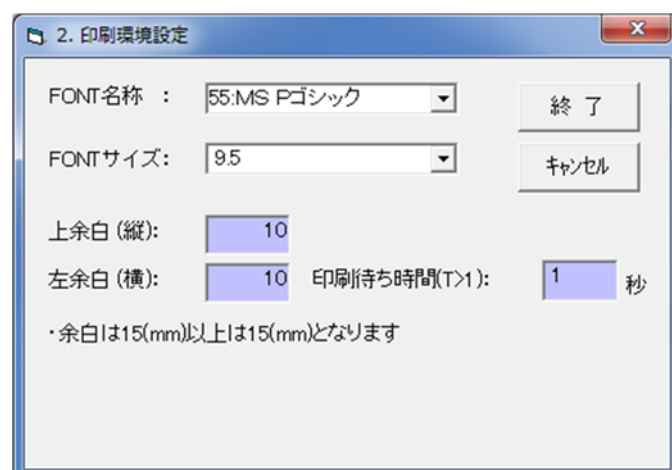 2. 印刷環境設定
FONT名称 : 55:MS Pゴシック 終 了
FONTサイズ: 9.5 キャンセル
上余白(縦): 10
左余白(横): 10 印刷待ち時間(T>1): 1 秒
・余白は15(mm)以上は15(mm)となります